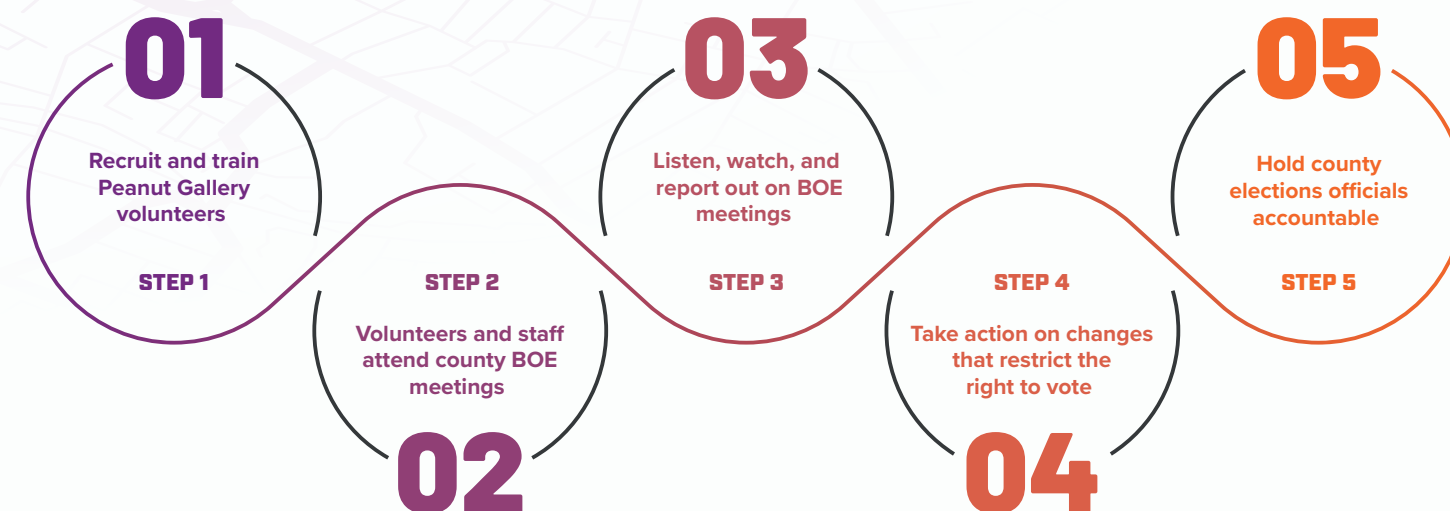 01
Recruit and train
Peanut Gallery
volunteers
STEP 1
STEP 2
Volunteers and staff
attend county BOE
meetings
02
03
Listen, watch, and
report out on BOE
meetings
STEP 3
STEP 4
Take action on changes
that restrict the
right to vote
04
05
Hold county
elections officials
accountable
STEP 5